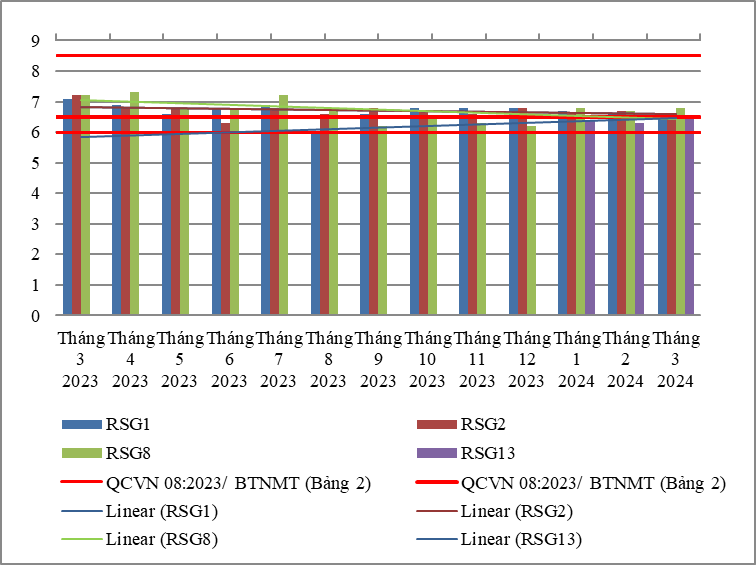 9
8
7
6
5
4
3
2
1
0
Tháng Tháng Tháng Tháng Tháng Tháng Tháng Tháng Tháng Tháng Tháng Tháng Tháng
3 4 5 6 7 8 9 10 11 12 1 2 3
2023 2023 2023 2023 2023 2023 2023 2023 2023 2023 2024 2024 2024
RSG1 RSG2
RSG8 RSG13
QCVN 08:2023/ BTNMT (Bảng 2) QCVN 08:2023/ BTNMT (Bảng 2)
Linear (RSG1) Linear (RSG2)
Linear (RSG8) Linear (RSG13)